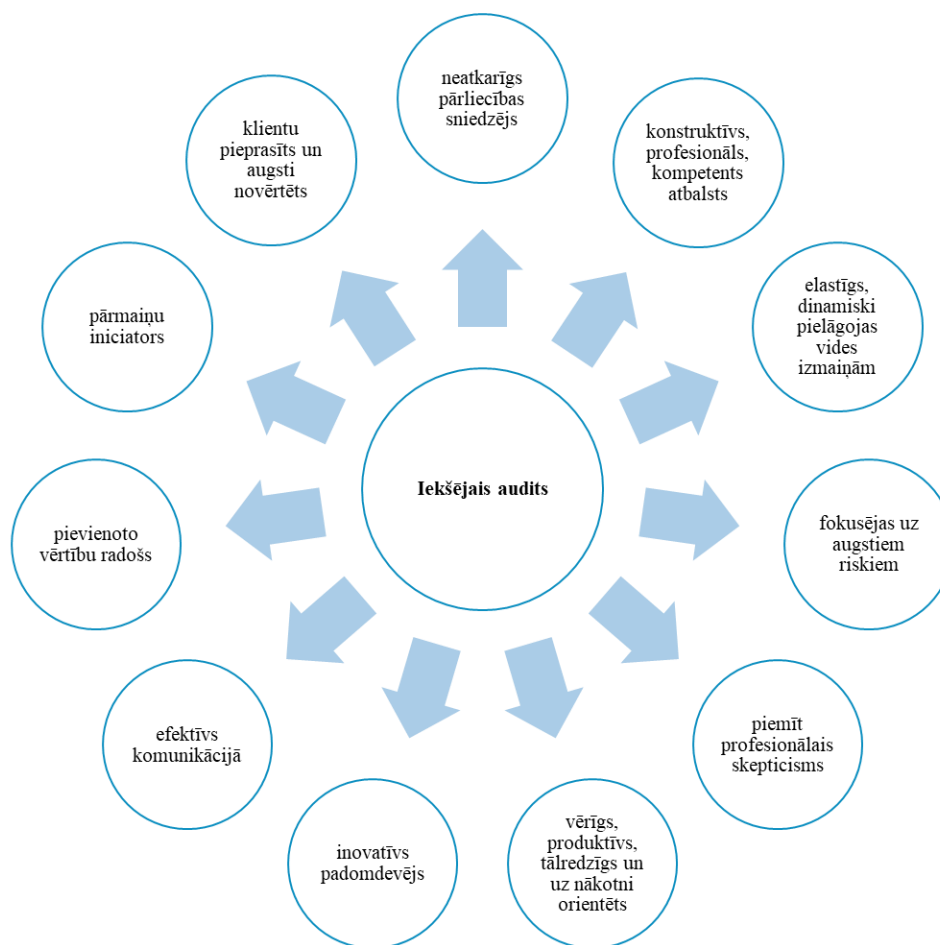 neatkarīgs
pārliecības
sniedzējs
konstruktīvs,
profesionāls,
kompetents
atbalsts
elastīgs,
dinamiski
pielāgojas
vides
izmaiņām
fokusējas uz
augstiem
riskiem
piemīt
profesionālais
skepticisms
vērīgs,
produktīvs,
tālredzīgs un
uz nākotni
orientēts
inovatīvs
padomdevējs
efektīvs
komunikācijā
pievienoto
vērtību radošs
pārmaiņu
iniciators
klientu
pieprasīts un
augsti
novērtēts
Iekšējais audits